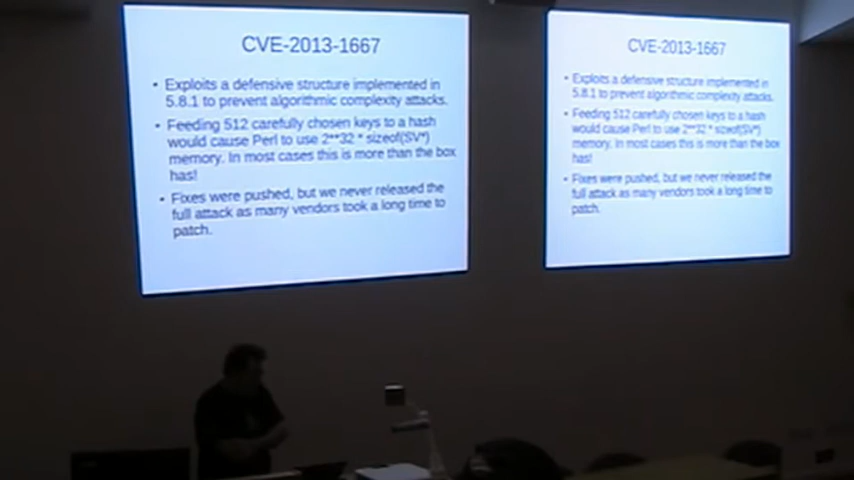 CVE-2013-1667
• Exploits a defensive structure implemented in
5.8.1 to prevent algorithmic complexity attacks.
• Feeding 512 carefully chosen keys to a hash
would cause Perl to use 2**32 * sizeof(SV*)
memory. In most cases this is more than the box
has!
• Fixes were pushed, but we never released the
full attack as many vendors took a long time to
patch.
CVE-2013-1667
• Exploits a defensive structure implemented in
5.8.1 to prevent algorithmic complexity attacks.
• Feeding 512 carefully chosen keys to a hash
would cause Perl to use 2**32 * sizeof(SV*)
memory. In most cases this is more than the box
has!
• Fixes were pushed, but we never released the
full attack as many vendors took a long time to
patch.